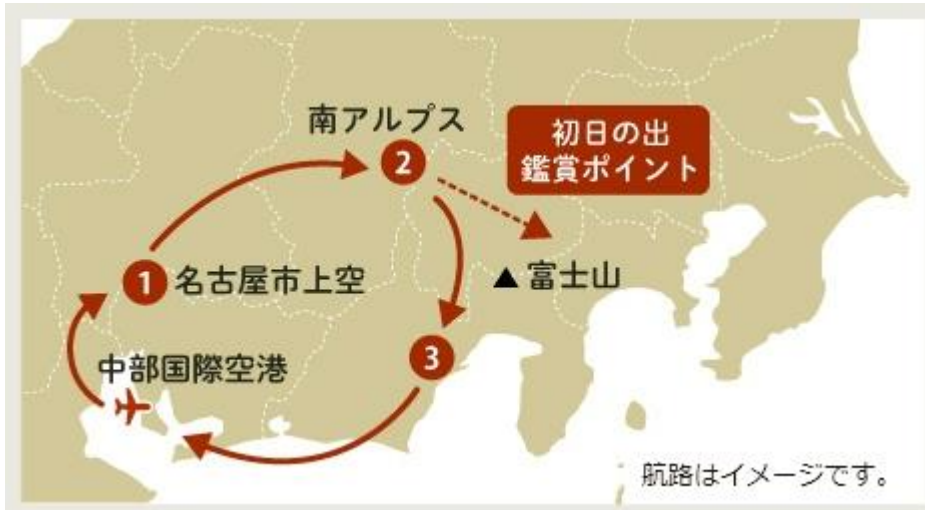 南アルプス
2
初日の出
鑑賞ポイント
1
名古屋市上空
▲富士山
3
中部国際空港
航路はイメージです。